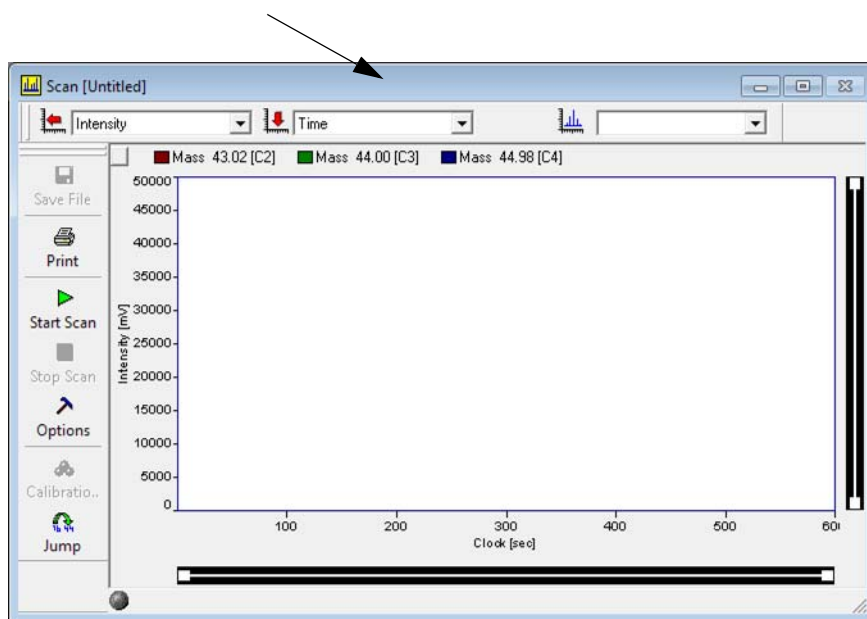 Scan [Untitled]
Intensity
Time
Mass 43.02 [C2] Mass 44.00 [C3] Mass 44.98 [C4]
Save File
Print
Start Scan
Stop Scan
Options
Calibratio..
Jump
Intensity [mV]
50000
45000
40000
35000
30000
25000
20000
15000
10000
5000
0
100 200 300 400 500 60
Clock [sec]